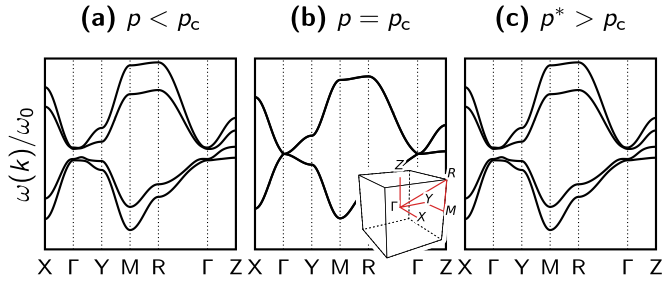 (a) p < pc (b) p = pc (c) p* > pc
ω(k)/ω0
Z
R
Γ
Y
X
M
X Γ Y M R Γ Z X Γ Y M R Γ Z X Γ Y M R Γ Z